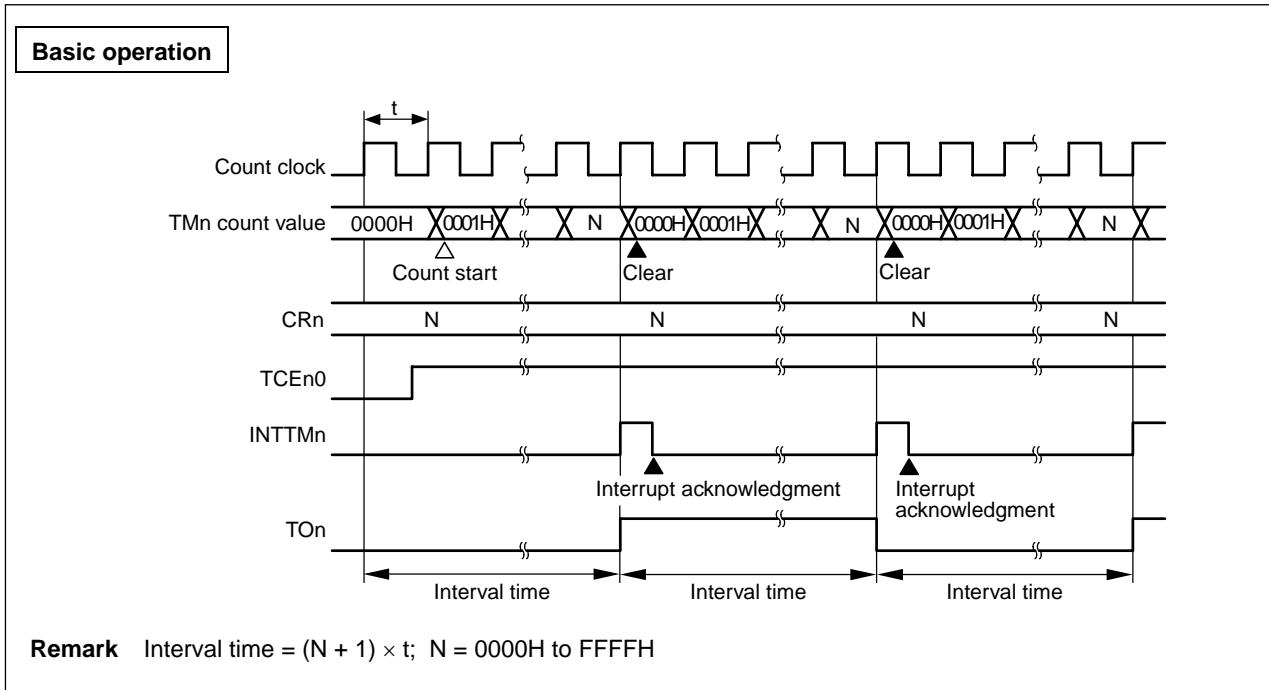 Basic operation
t
Count clock
TMn count value 0000H 0001H N 0000H 0001H N 0000H 0001H N
Count start Clear Clear
CRn N N N N
TCEn0
INTTMn
Interrupt acknowledgment Interrupt
acknowledgment
TOn
Interval time Interval time Interval time
Remark Interval time = (N + 1) × t; N = 0000H to FFFFH